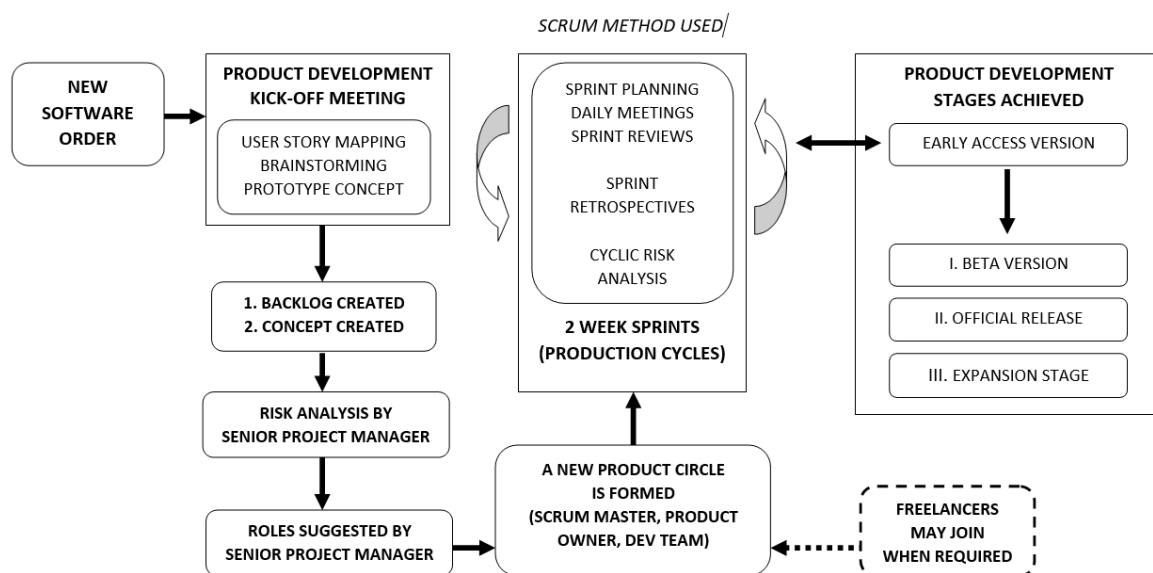 SCRUM METHOD USED/
NEW
SOFTWARE
ORDER
PRODUCT DEVELOPMENT
KICK-OFF MEETING
USER STORY MAPPING
BRAINSTORMING
PROTOTYPE CONCEPT
1. BACKLOG CREATED
2. CONCEPT CREATED
RISK ANALYSIS BY
SENIOR PROJECT MANAGER
ROLES SUGGESTED BY
SENIOR PROJECT MANAGER
A NEW PRODUCT CIRCLE
IS FORMED
(SCRUM MASTER, PRODUCT
OWNER, DEV TEAM)
FREELANCERS
MAY JOIN
WHEN REQUIRED
SPRINT PLANNING
DAILY MEETINGS
SPRINT REVIEWS
SPRINT
RETROSPECTIVES
CYCLIC RISK
ANALYSIS
2 WEEK SPRINTS
(PRODUCTION CYCLES)
PRODUCT DEVELOPMENT
STAGES ACHIEVED
EARLY ACCESS VERSION
I. BETA VERSION
II. OFFICIAL RELEASE
III. EXPANSION STAGE